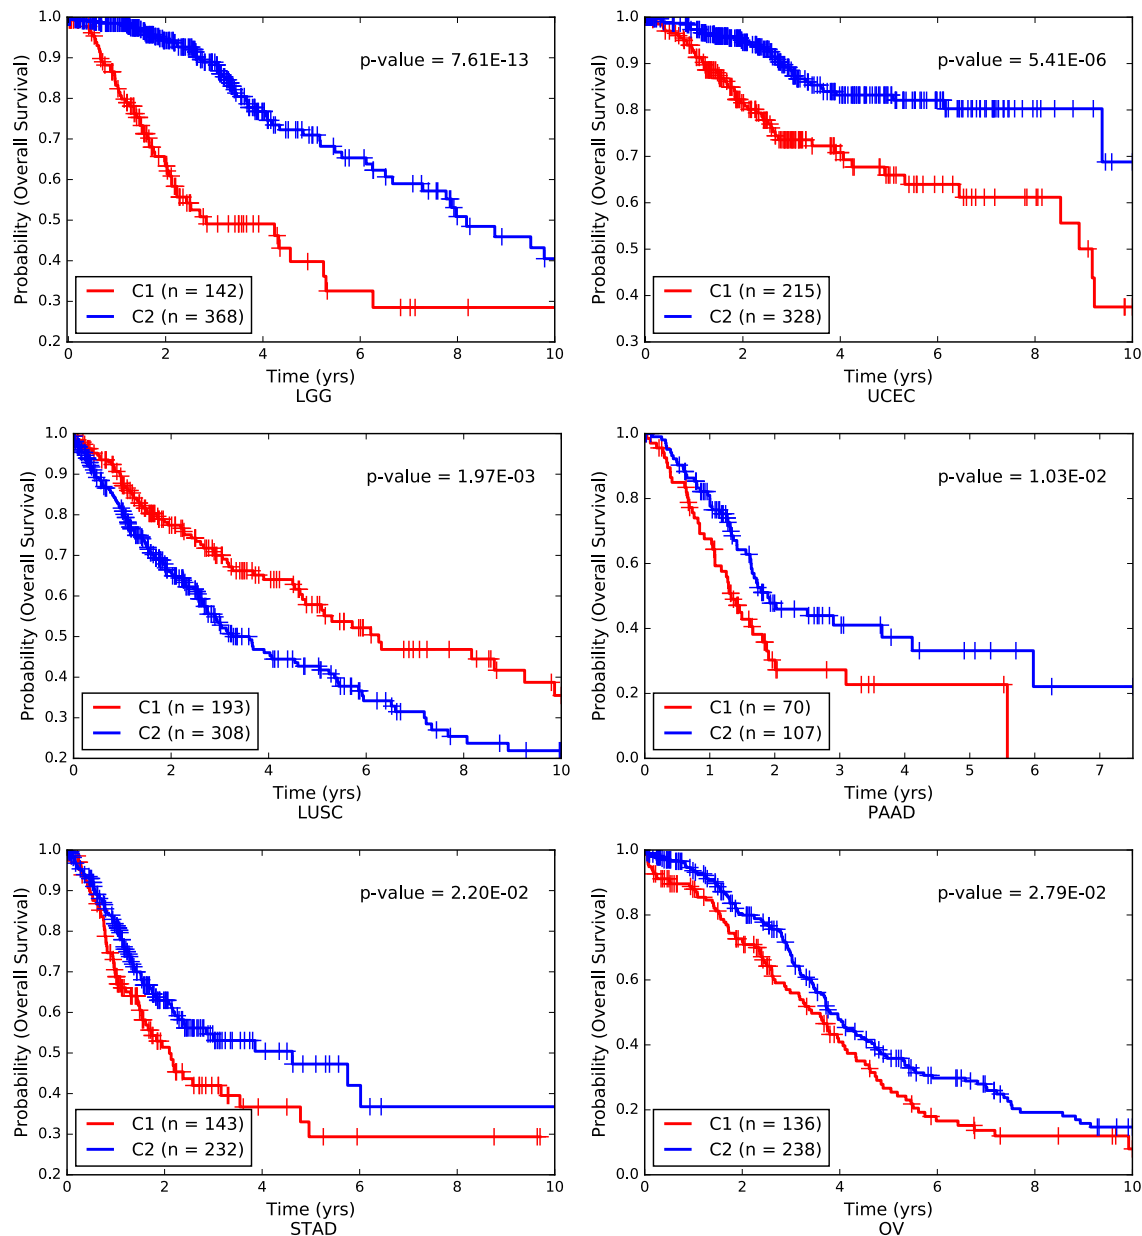 p-value = 7.61E-13
Probability (Overall Survival)
1.0
0.9
0.8
0.7
0.6
0.5
0.4
0.3
0.2
C1 (n = 142)
C2 (n = 368)
0 2 4 6 8 10
Time (yrs)
LGG
p-value = 5.41E-06
Probability (Overall Survival)
1.0
0.9
0.8
0.7
0.6
0.5
0.4
0.3
C1 (n = 215)
C2 (n = 328)
0 2 4 6 8 10
Time (yrs)
UCEC
p-value = 1.97E-03
Probability (Overall Survival)
1.0
0.9
0.8
0.7
0.6
0.5
0.4
0.3
0.2
C1 (n = 193)
C2 (n = 308)
0 2 4 6 8 10
Time (yrs)
LUSC
p-value = 1.03E-02
Probability (Overall Survival)
1.0
0.8
0.6
0.4
0.2
0.0
C1 (n = 70)
C2 (n = 107)
0 1 2 3 4 5 6 7
Time (yrs)
PAAD
p-value = 2.20E-02
Probability (Overall Survival)
1.0
0.9
0.8
0.7
0.6
0.5
0.4
0.3
0.2
C1 (n = 143)
C2 (n = 232)
0 2 4 6 8 10
Time (yrs)
STAD
p-value = 2.79E-02
Probability (Overall Survival)
1.0
0.8
0.6
0.4
0.2
0.0
C1 (n = 136)
C2 (n = 238)
0 2 4 6 8 10
Time (yrs)
OV